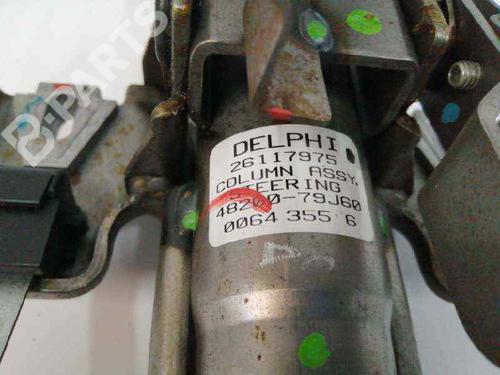 DELPHI
26117975
COLUMN ASSY.
STEERING
48200-79J60
0064 355 6
B-PARTS